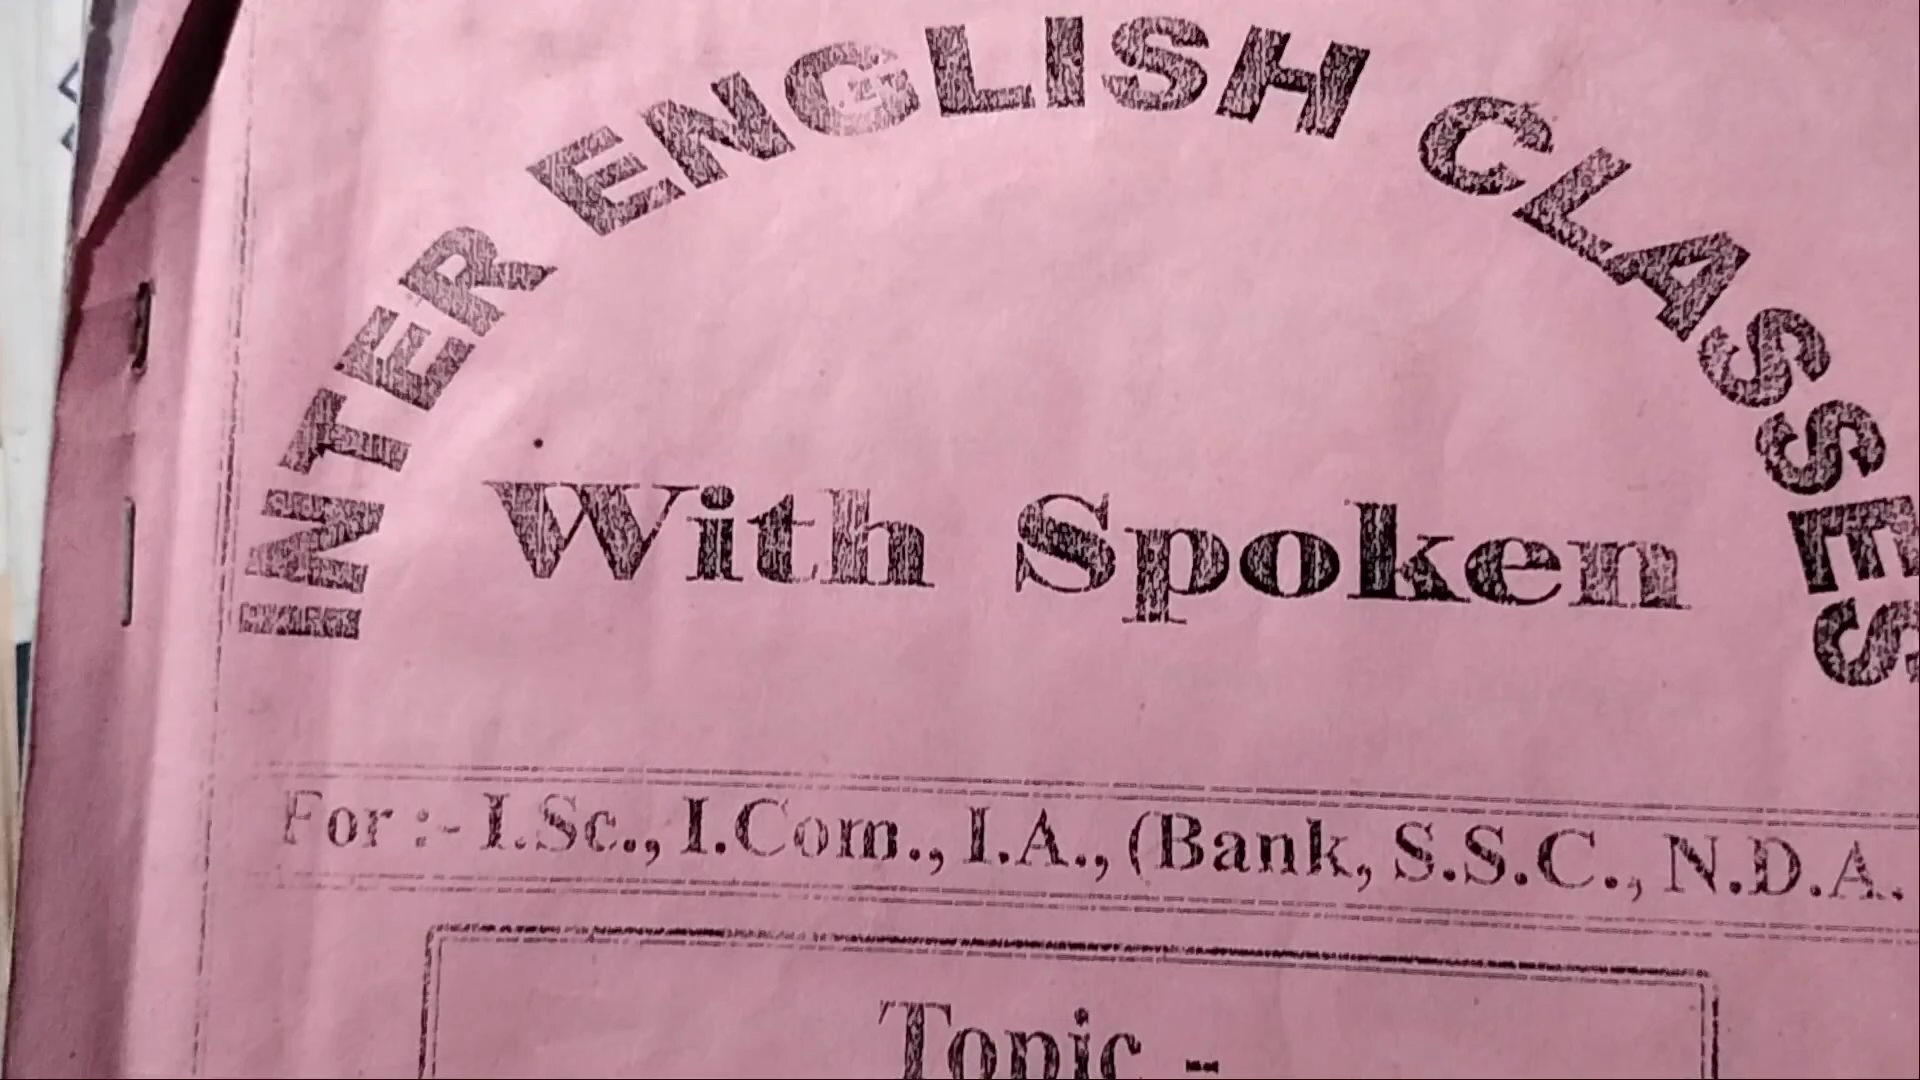 INTER ENGLISH CLASSES
With Spoken
For :- I.Sc., I.Com., I.A., (Bank, S.S.C., N.D.A.
Topic -